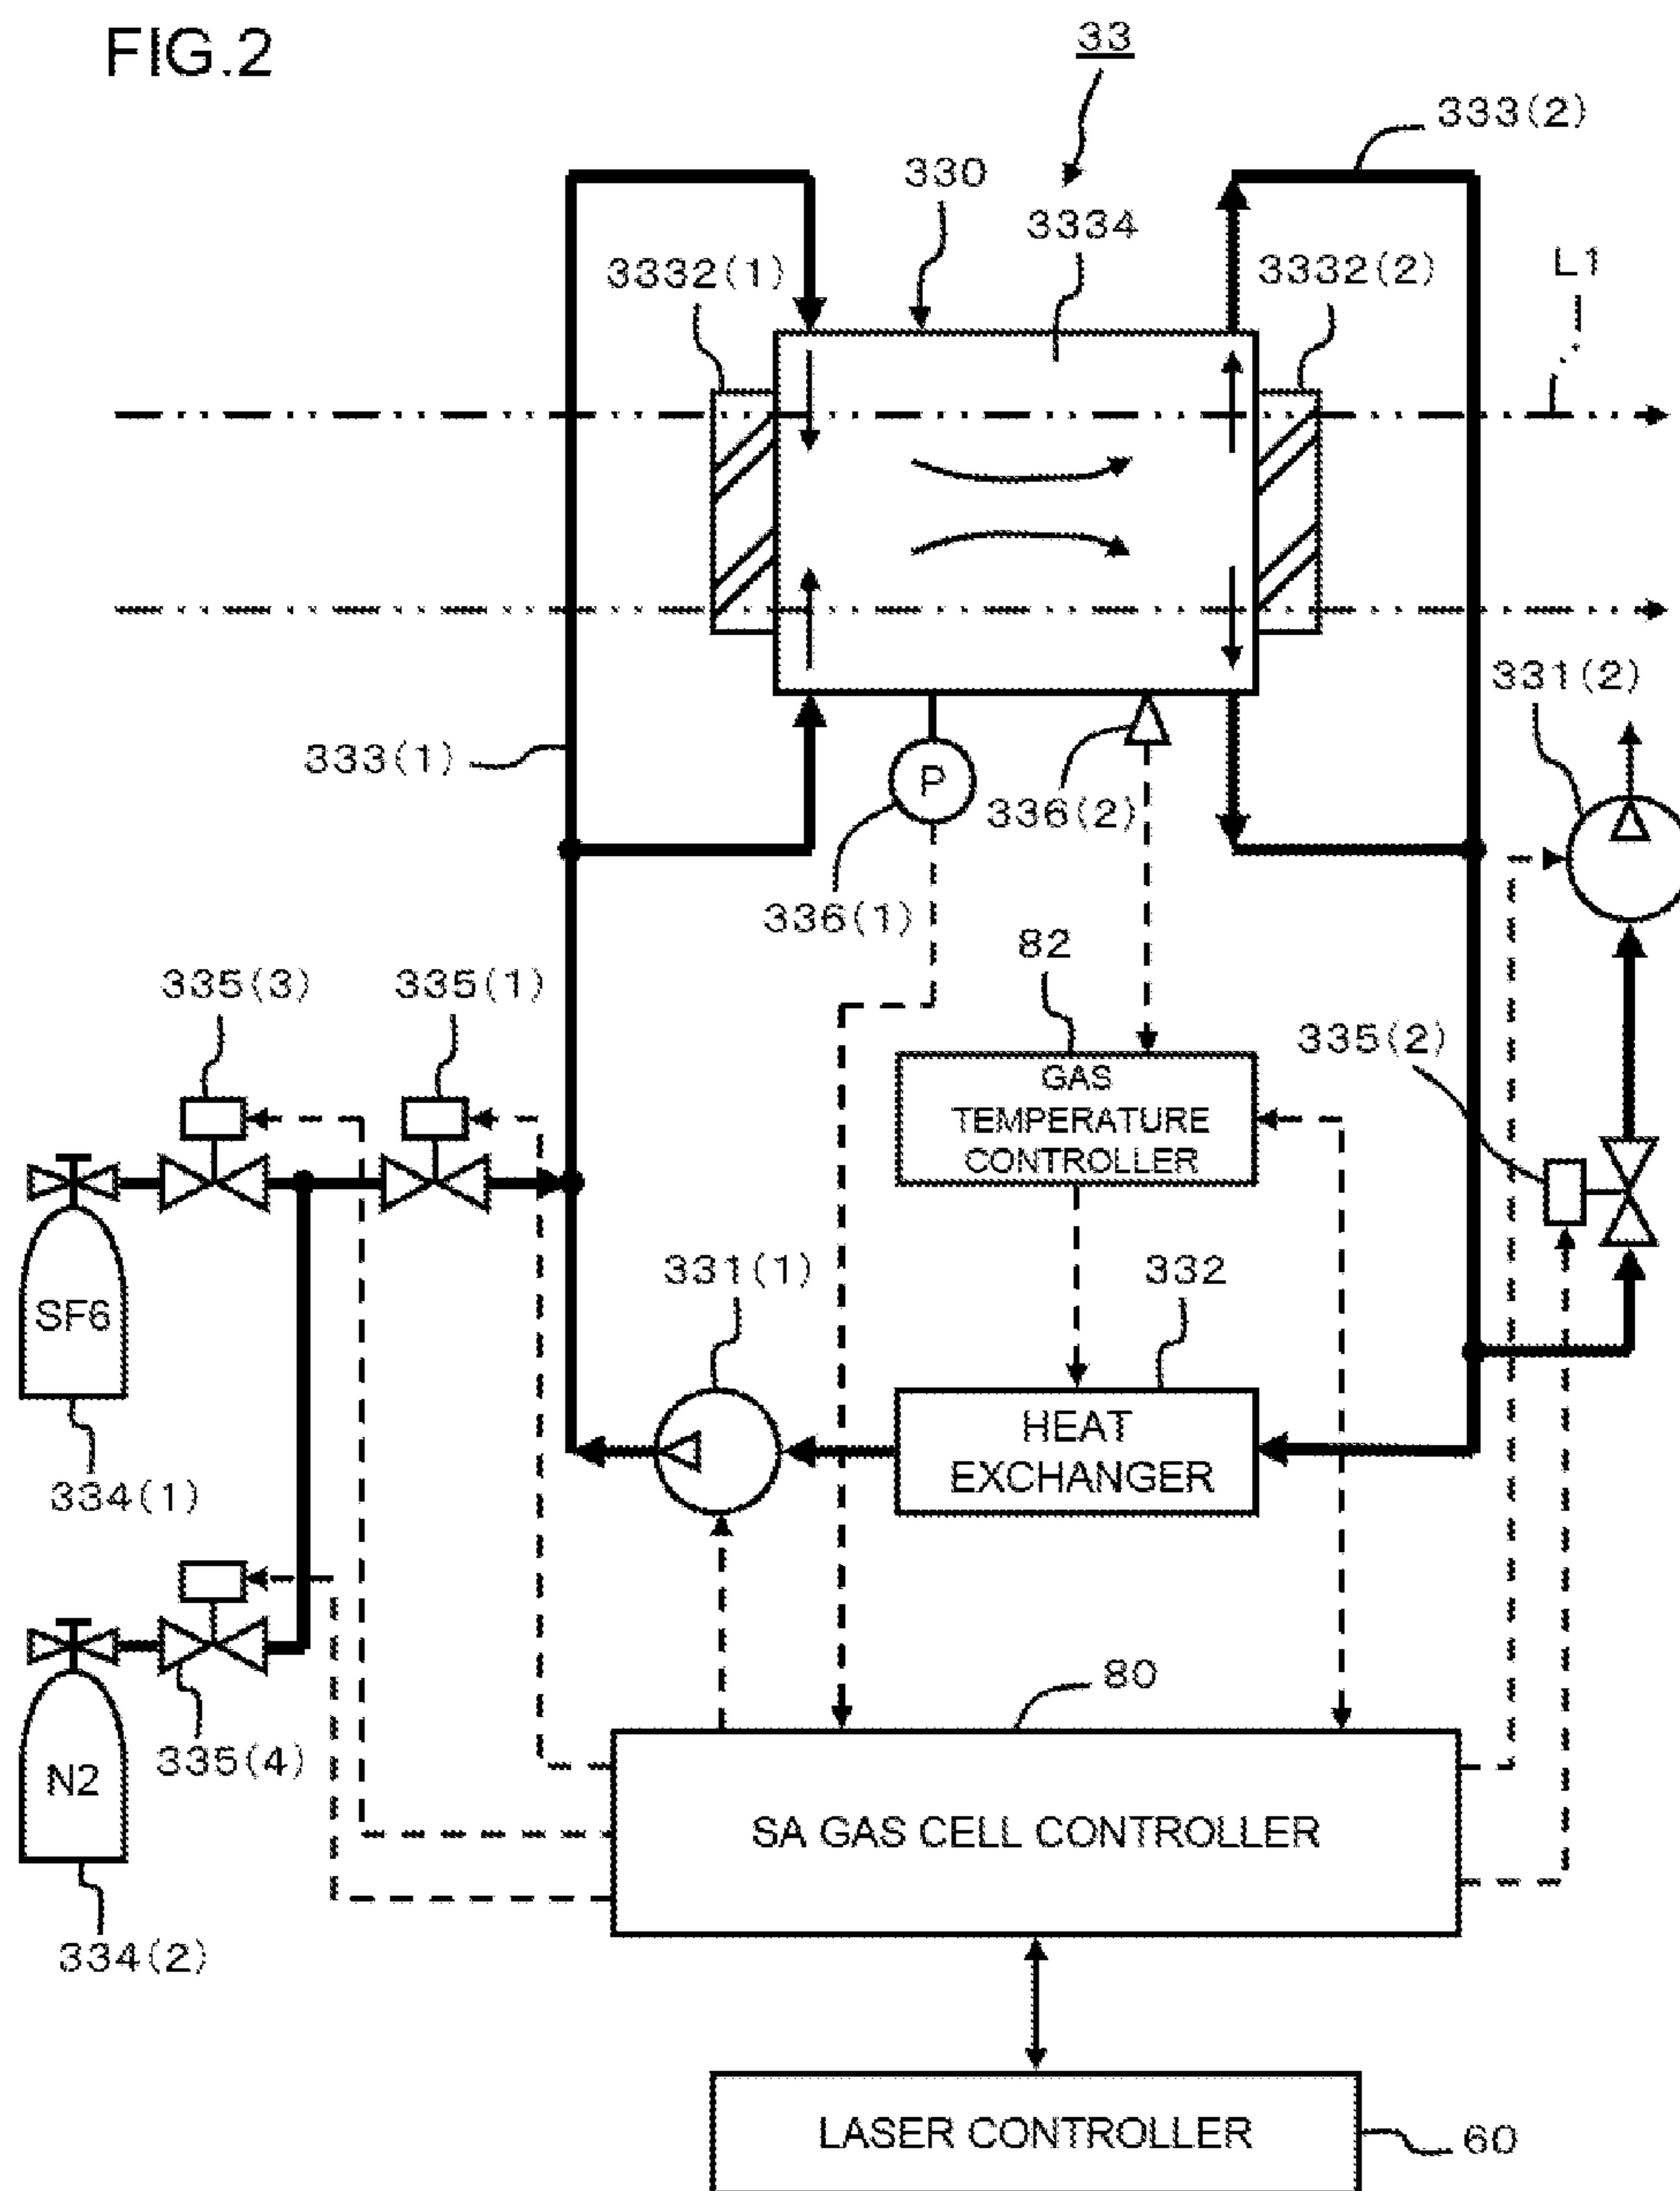 FIG.2
33
333(2)
330
3334
3332(1)
3332(2)
L1
331(2)
333(1)
P
336(2)
336(1)
82
335(3)
335(1)
335(2)
GAS
TEMPERATURE
CONTROLLER
331(1)
332
SF6
HEAT
EXCHANGER
334(1)
80
335(4)
N2
SA GAS CELL CONTROLLER
334(2)
LASER CONTROLLER
60